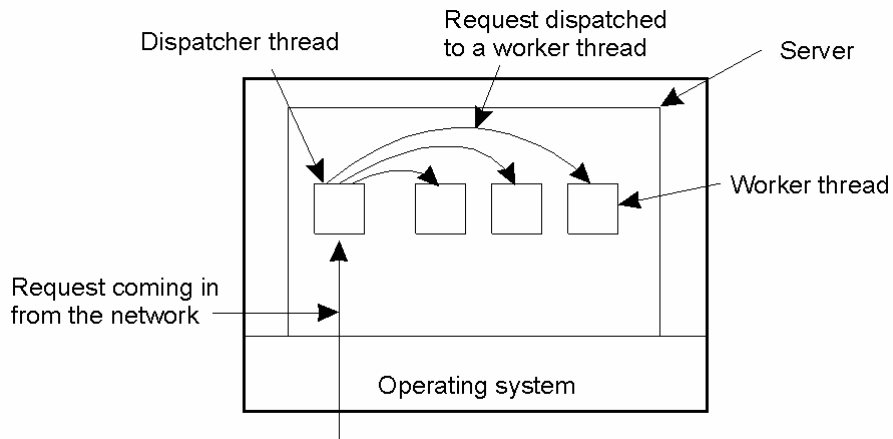 Dispatcher thread
Request dispatched
to a worker thread
Server
Worker thread
Request coming in
from the network
Operating system